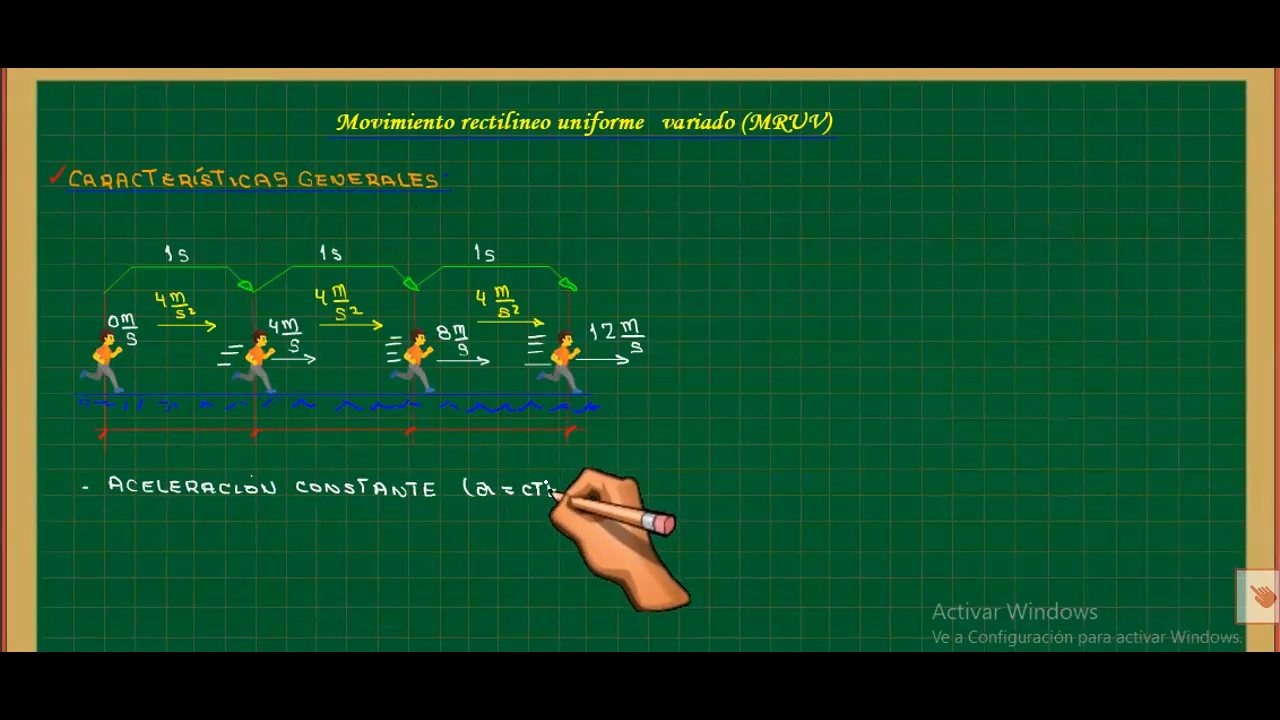 Movimiento rectilineo uniforme variado (MRUV)
✓ CARACTERÍSTICAS GENERALES:
1s 1s 1s
4 m/s² 4 m/s² 4 m/s²
0 m/s 4 m/s 8 m/s 12 m/s
- ACELERACIÓN CONSTANTE (a = cT
Activar Windows
Ve a Configuración para activar Windows.